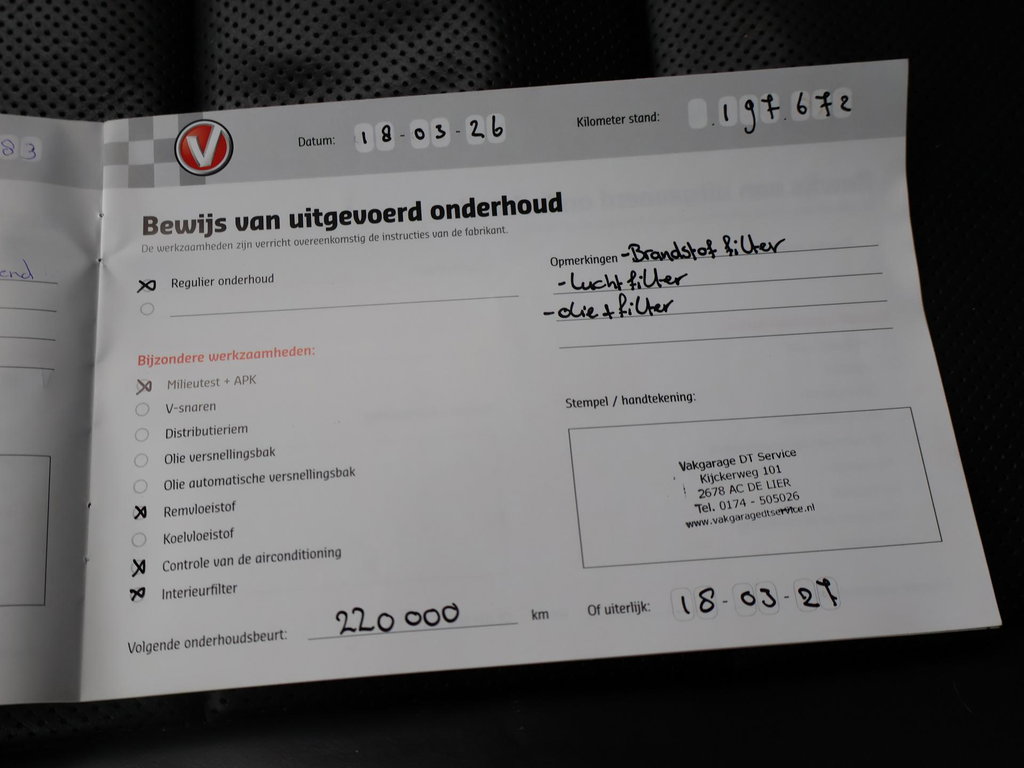 83
end
V
Datum: 18-03-26
Kilometer stand: .197.672
Bewijs van uitgevoerd onderhoud
De werkzaamheden zijn verricht overeenkomstig de instructies van de fabrikant.
Regulier onderhoud
Opmerkingen -Brandstof filter
-luchtfilter
-olie + filter
Bijzondere werkzaamheden:
Milieutest + APK
V-snaren
Distributieriem
Olie versnellingsbak
Olie automatische versnellingsbak
Remvloeistof
Koelvloeistof
Controle van de airconditioning
Interieurfilter
Stempel / handtekening:
Vakgarage DT Service
Kijckerweg 101
2678 AC DE LIER
Tel. 0174 - 505026
www.vakgaragedtservice.nl
Volgende onderhoudsbeurt: 220 000 km
Of uiterlijk: 18-03-27